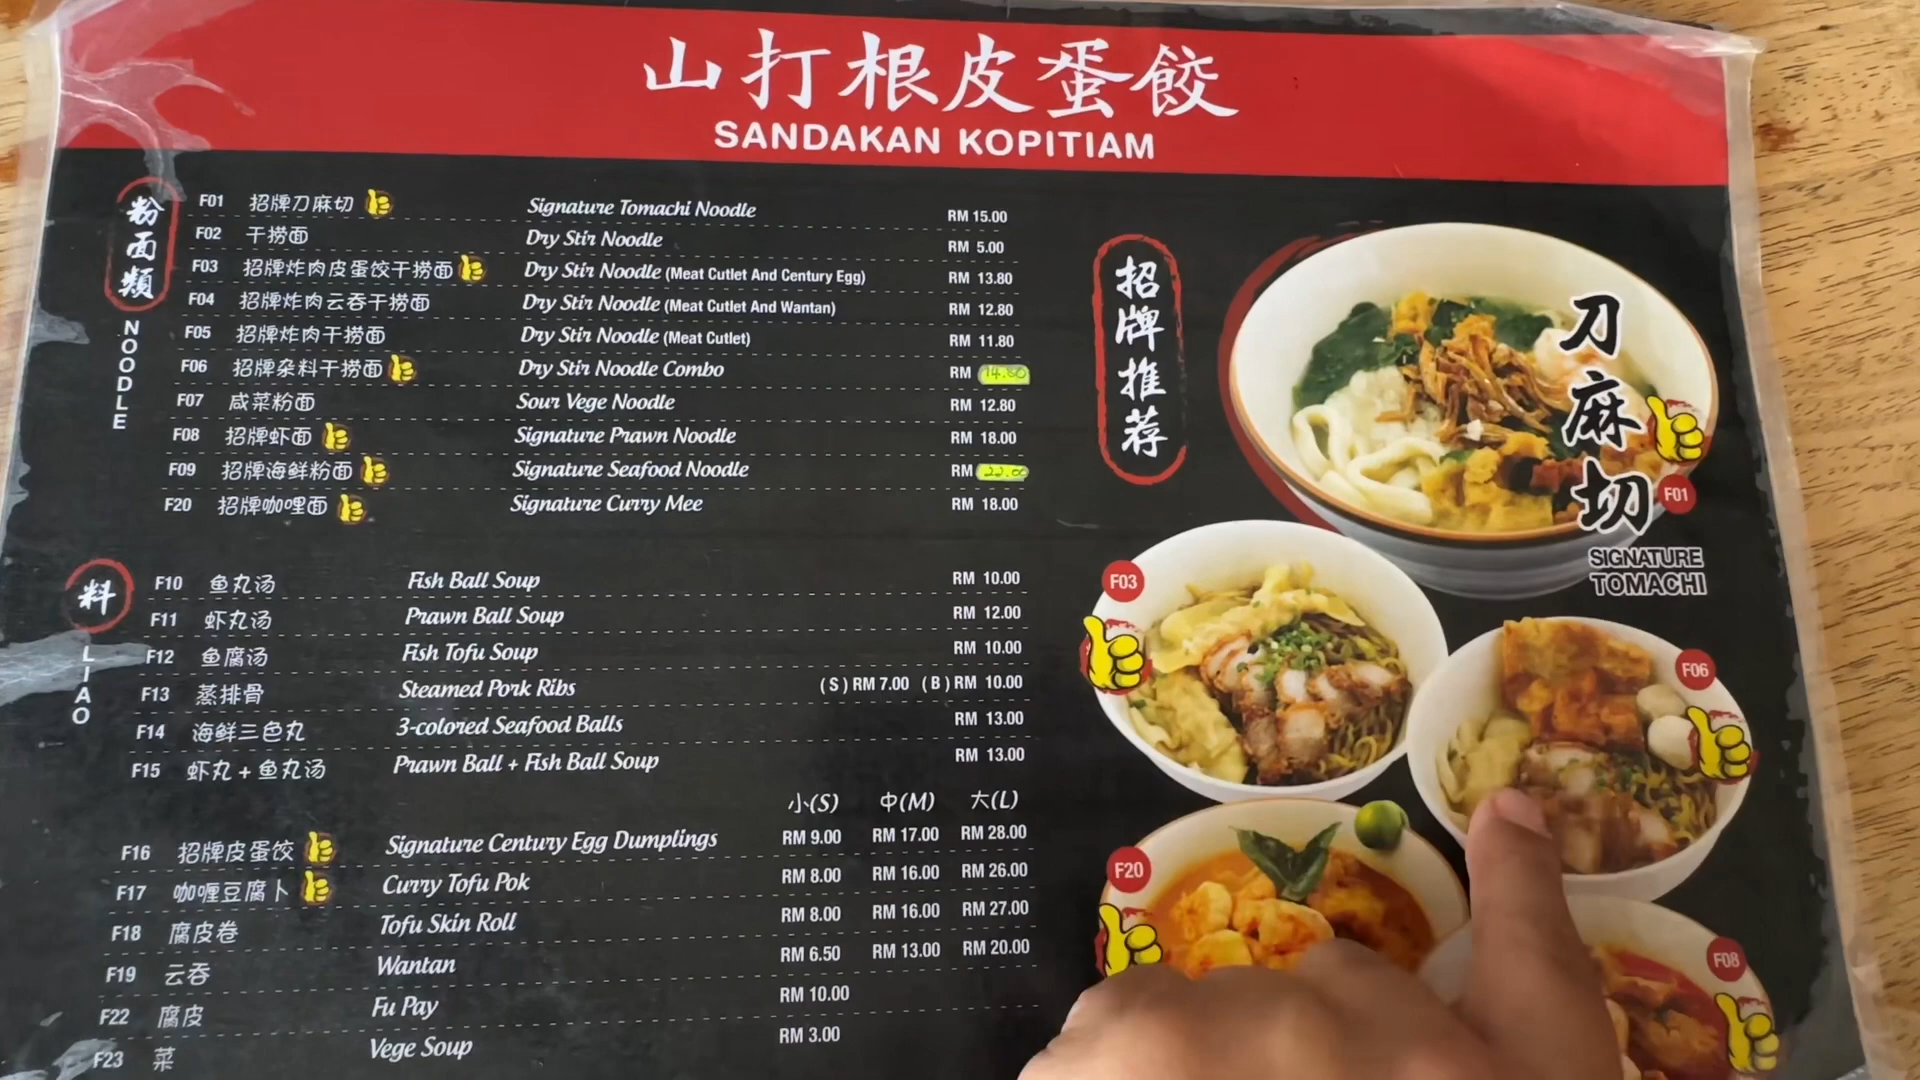 山打根皮蛋餃
SANDAKAN KOPITIAM
粉面類
NOODLE
F01 招牌刀麻切 Signature Tomachi Noodle RM 15.00
F02 干捞面 Dry Stir Noodle RM 5.00
F03 招牌炸肉皮蛋饺干捞面 Dry Stir Noodle (Meat Cutlet And Century Egg) RM 13.80
F04 招牌炸肉云吞干捞面 Dry Stir Noodle (Meat Cutlet And Wantan) RM 12.80
F05 招牌炸肉干捞面 Dry Stir Noodle (Meat Cutlet) RM 11.80
F06 招牌杂料干捞面 Dry Stir Noodle Combo RM 14.80
F07 咸菜粉面 Sour Vege Noodle RM 12.80
F08 招牌虾面 Signature Prawn Noodle RM 18.00
F09 招牌海鲜粉面 Signature Seafood Noodle RM 22.00
F20 招牌咖哩面 Signature Curry Mee RM 18.00
料
LIAO
F10 鱼丸汤 Fish Ball Soup RM 10.00
F11 虾丸汤 Prawn Ball Soup RM 12.00
F12 鱼腐汤 Fish Tofu Soup RM 10.00
F13 蒸排骨 Steamed Pork Ribs (S) RM 7.00 (B) RM 10.00
F14 海鲜三色丸 3-colored Seafood Balls RM 13.00
F15 虾丸+鱼丸汤 Prawn Ball + Fish Ball Soup RM 13.00
小(S) 中(M) 大(L)
F16 招牌皮蛋饺 Signature Century Egg Dumplings RM 9.00 RM 17.00 RM 28.00
F17 咖喱豆腐卜 Curry Tofu Pok RM 8.00 RM 16.00 RM 26.00
F18 腐皮卷 Tofu Skin Roll RM 8.00 RM 16.00 RM 27.00
F19 云吞 Wantan RM 6.50 RM 13.00 RM 20.00
F22 腐皮 Fu Pay RM 10.00
F23 菜 Vege Soup RM 3.00
招牌推荐
刀麻切
F01
SIGNATURE
TOMACHI
F03
F06
F20
F08